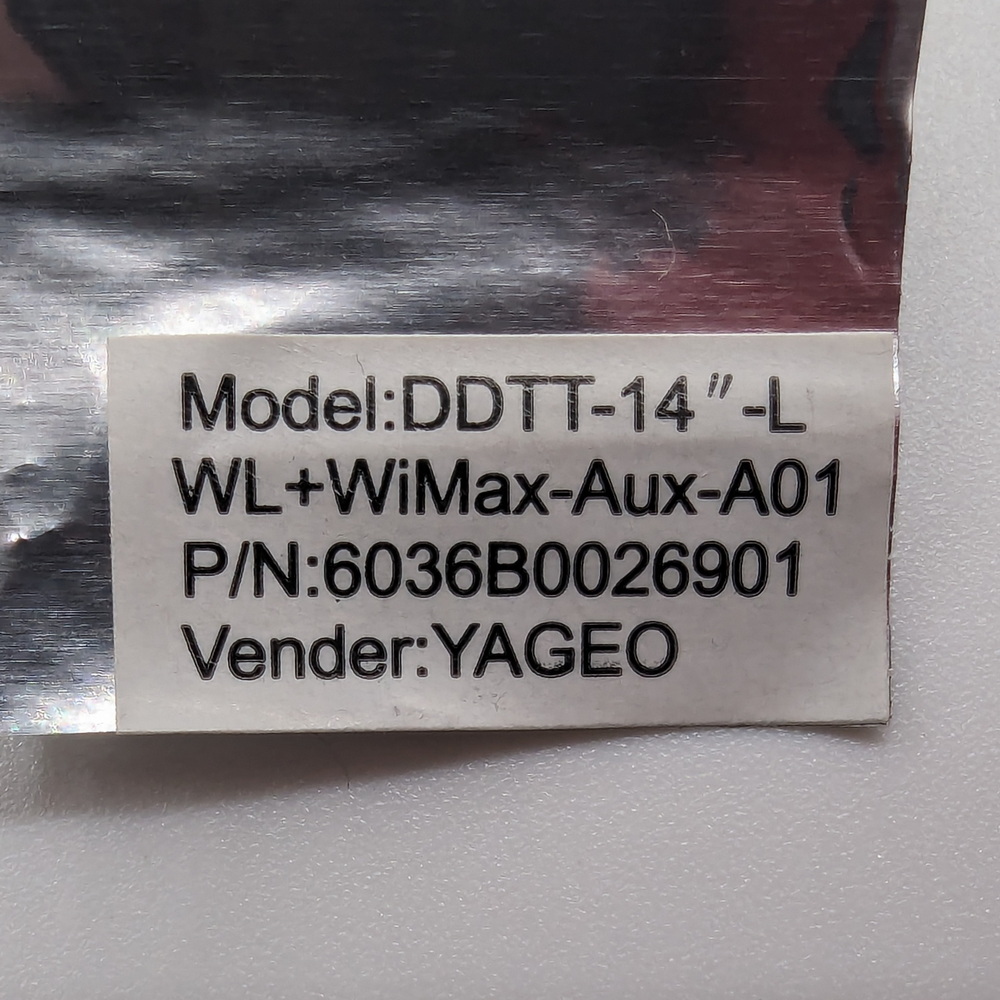 Model:DDTT-14"-L
WL+WiMax-Aux-A01
P/N:6036B0026901
Vender:YAGEO